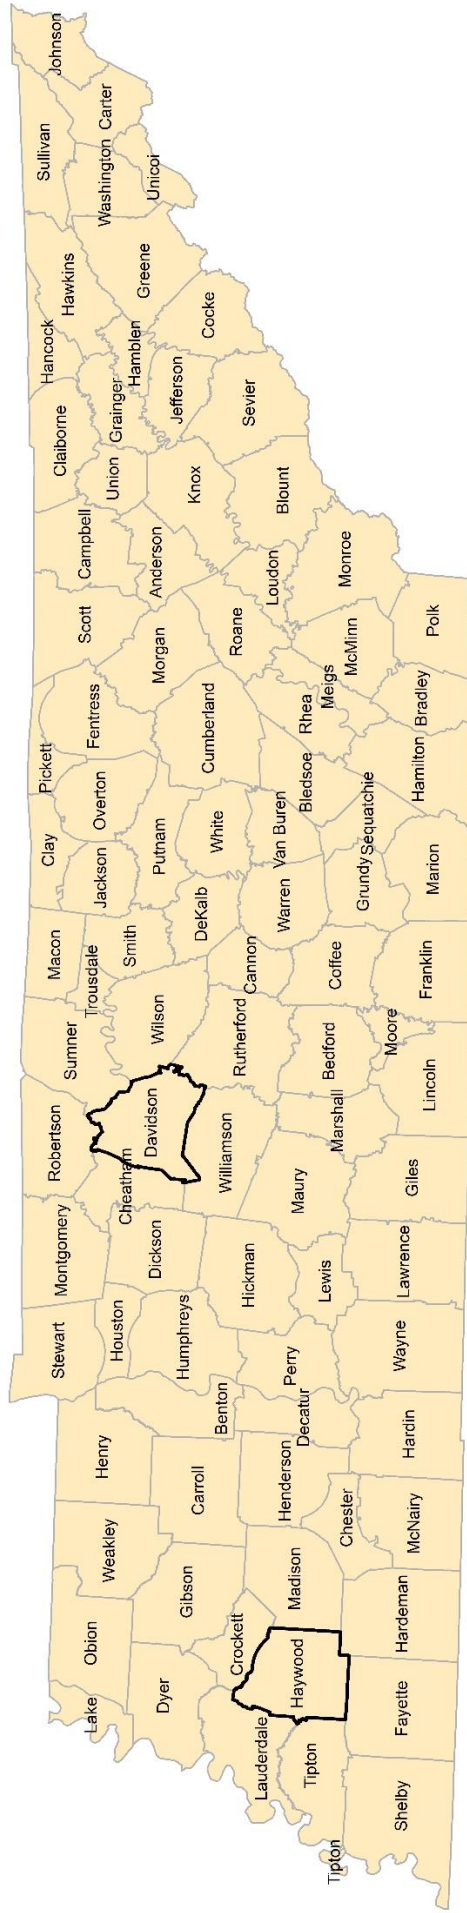 Johnson
Sullivan
Carter
Washington
Unicoi
Hawkins
Hancock
Greene
Hamblen
Cocke
Claiborne
Grainger
Jefferson
Sevier
Union
Knox
Blount
Campbell
Anderson
Loudon
Monroe
Scott
Morgan
Roane
McMinn
Polk
Meigs
Rhea
Bradley
Pickett
Fentress
Cumberland
Bledsoe
Hamilton
Clay
Overton
Putnam
White
Van Buren
Sequatchie
Jackson
DeKalb
Warren
Grundy
Marion
Macon
Smith
Trousdale
Cannon
Coffee
Franklin
Sumner
Wilson
Rutherford
Bedford
Moore
Robertson
Davidson
Williamson
Marshall
Lincoln
Cheatham
Maury
Giles
Montgomery
Dickson
Hickman
Lewis
Lawrence
Stewart
Houston
Humphreys
Perry
Wayne
Benton
Decatur
Henry
Carroll
Henderson
Hardin
Chester
McNairy
Weakley
Gibson
Madison
Hardeman
Obion
Crockett
Haywood
Fayette
Lake
Dyer
Lauderdale
Tipton
Shelby
Tipton